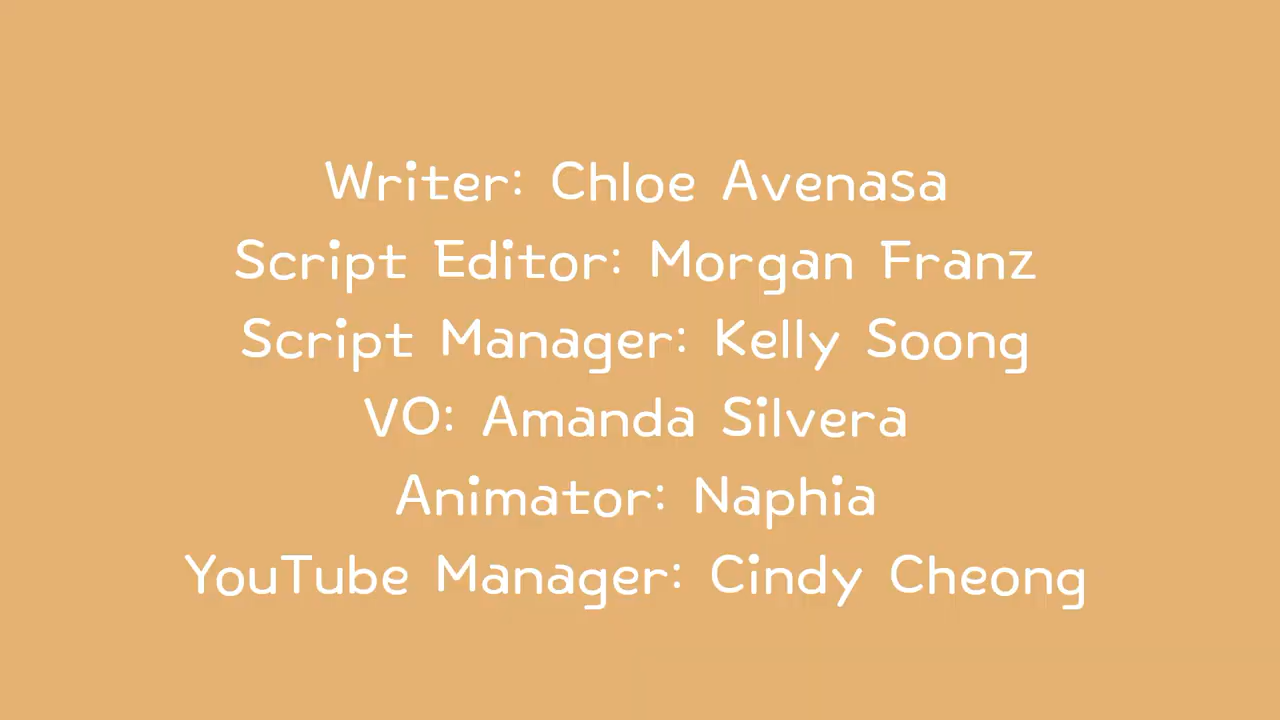 Writer: Chloe Avenasa
Script Editor: Morgan Franz
Script Manager: Kelly Soong
VO: Amanda Silvera
Animator: Naphia
YouTube Manager: Cindy Cheong